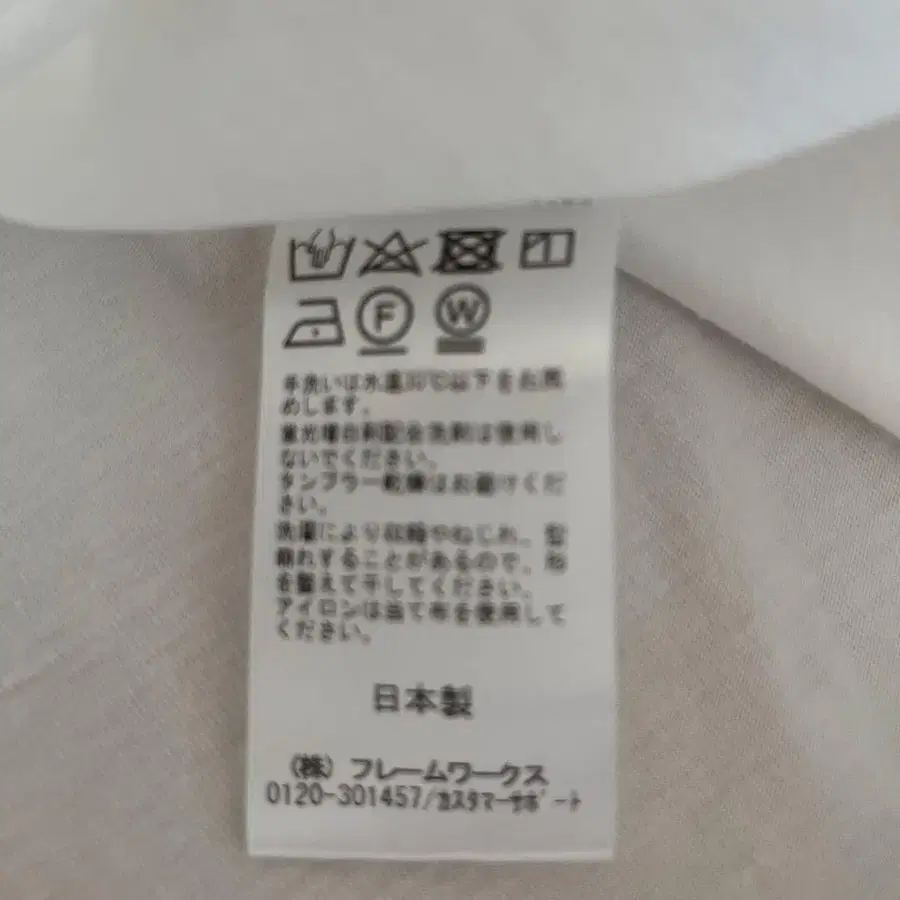 F W
手洗いは水温30℃以下をお薦
めします。
蛍光増白剤配合洗剤は使用し
ないでください。
タンブラー乾燥はお避けくだ
さい。
洗濯により収縮やねじれ、型
崩れすることがあるので、形
を整えて干してください。
アイロンは当て布を使用して
ください。
日本製
(株) フレームワークス
0120-301457/カスタマーサポート